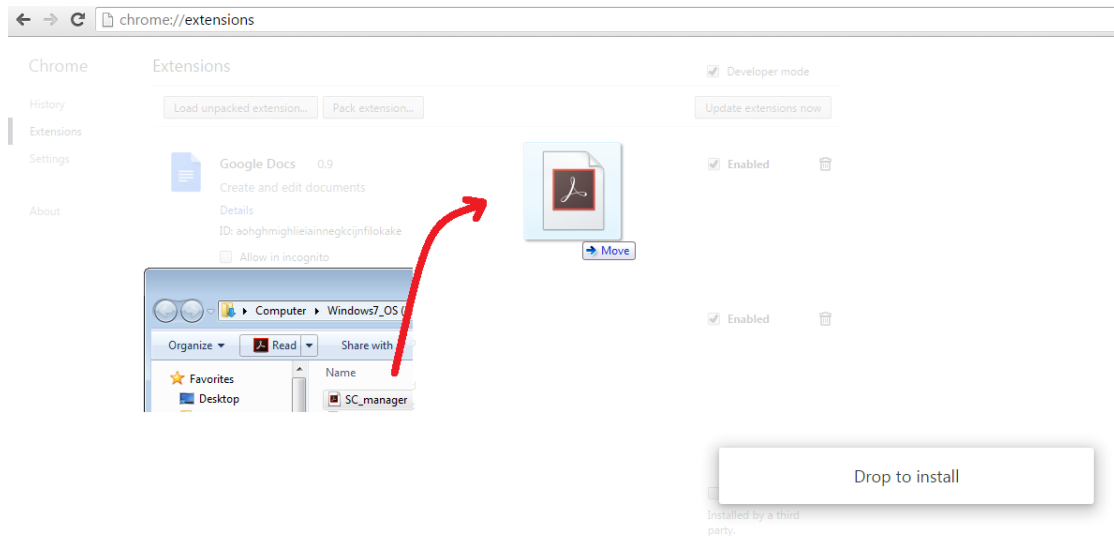 chrome://extensions
Chrome
Extensions
Developer mode
History
Load unpacked extension...
Pack extension...
Update extensions now
Extensions
Settings
Google Docs 0.9
Enabled
Create and edit documents
About
Details
ID: aohghmighlieiainnegkcijnfilokake
Move
Allow in incognito
Computer
Windows7_OS (
Enabled
Organize
Read
Share with
Favorites
Name
Desktop
SC_manager
Drop to install
Installed by a third
party.